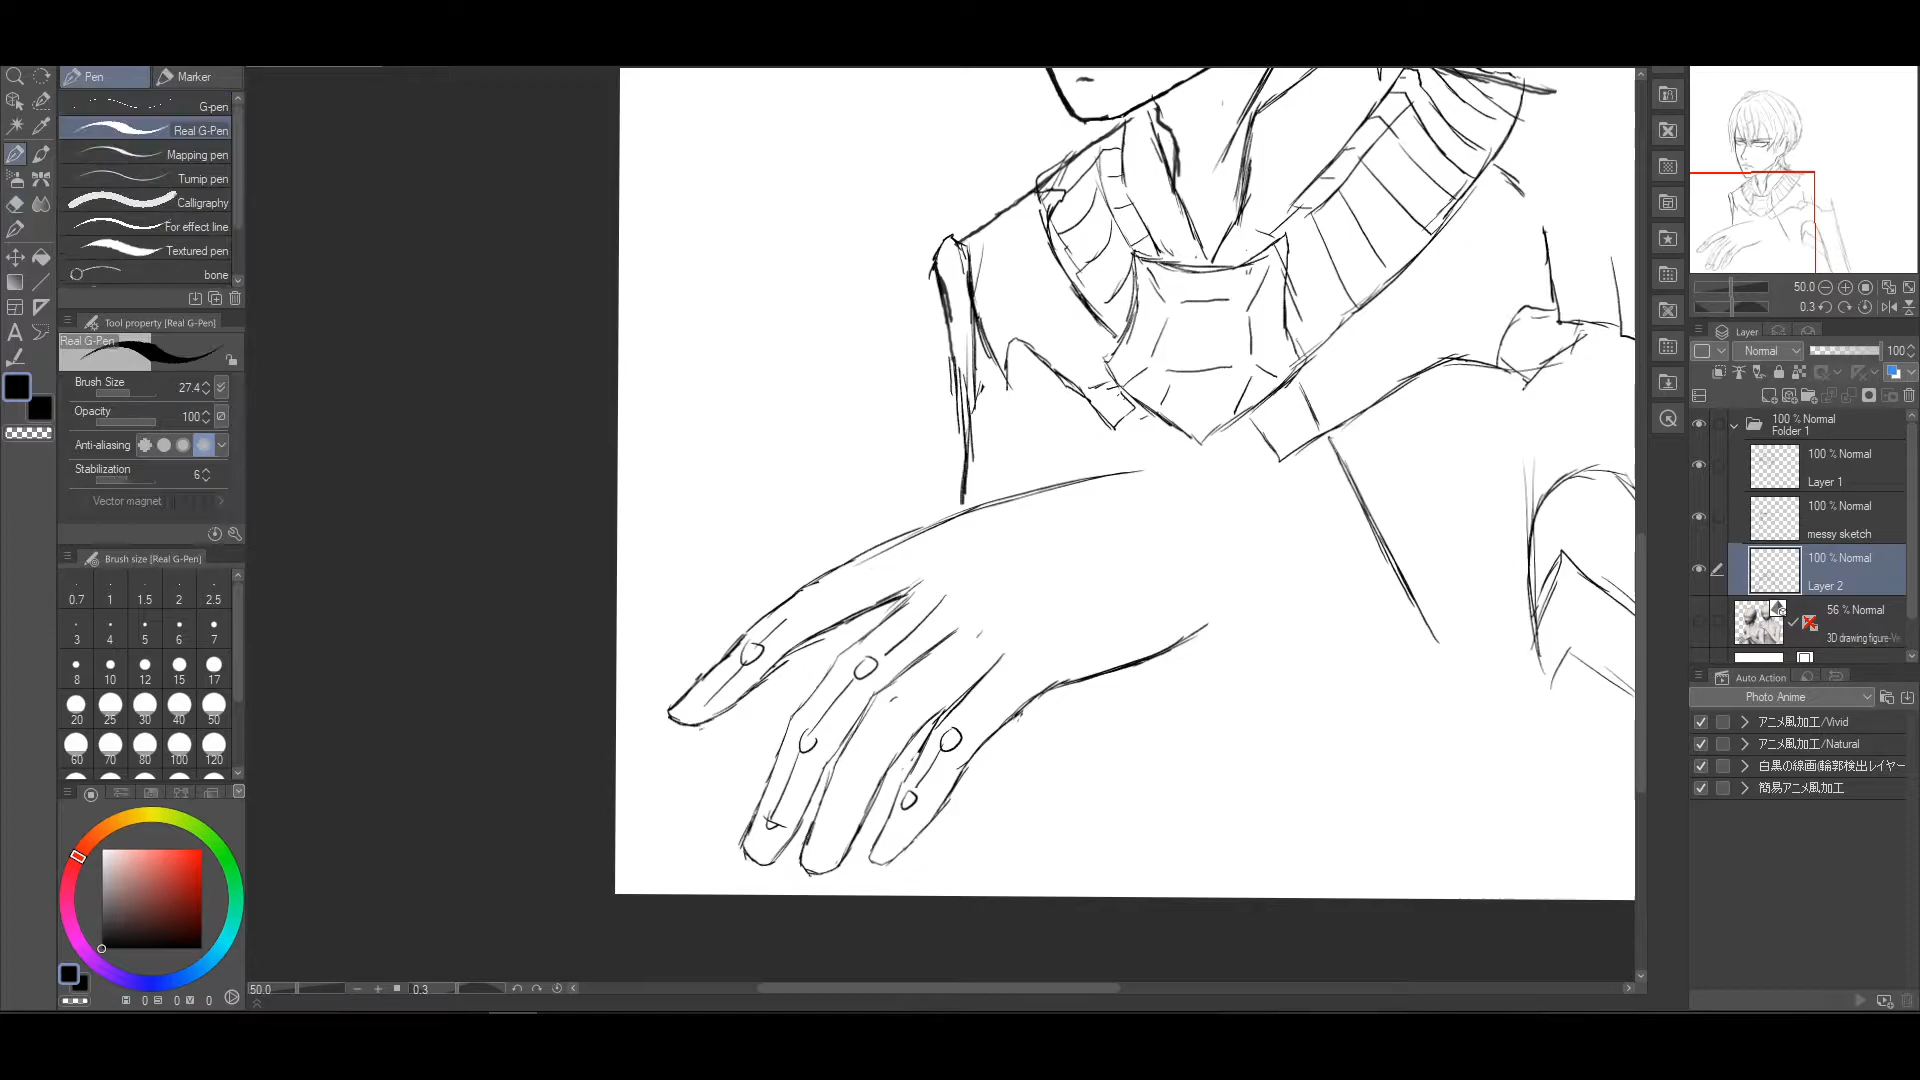 Pen
Marker
G-pen
Real G-Pen
Mapping pen
Turnip pen
Calligraphy
For effect line
Textured pen
bone
Tool property [Real G-Pen]
Real G-Pen
Brush Size
27.4
Opacity
100
Anti-aliasing
Stabilization
6
Vector magnet
Brush size [Real G-Pen]
0.7 1 1.5 2 2.5
3 4 5 6 7
8 10 12 15 17
20 25 30 40 50
60 70 80 100 120
0 0 0
50.0
0.3
50.0
0.3
Layer
Normal
100
100 % Normal
Folder 1
100 % Normal
Layer 1
100 % Normal
messy sketch
100 % Normal
Layer 2
56 % Normal
3D drawing figure-Ve
Auto Action
Photo Anime
アニメ風加工/Vivid
アニメ風加工/Natural
白黒の線画(輪郭検出レイヤー
簡易アニメ風加工